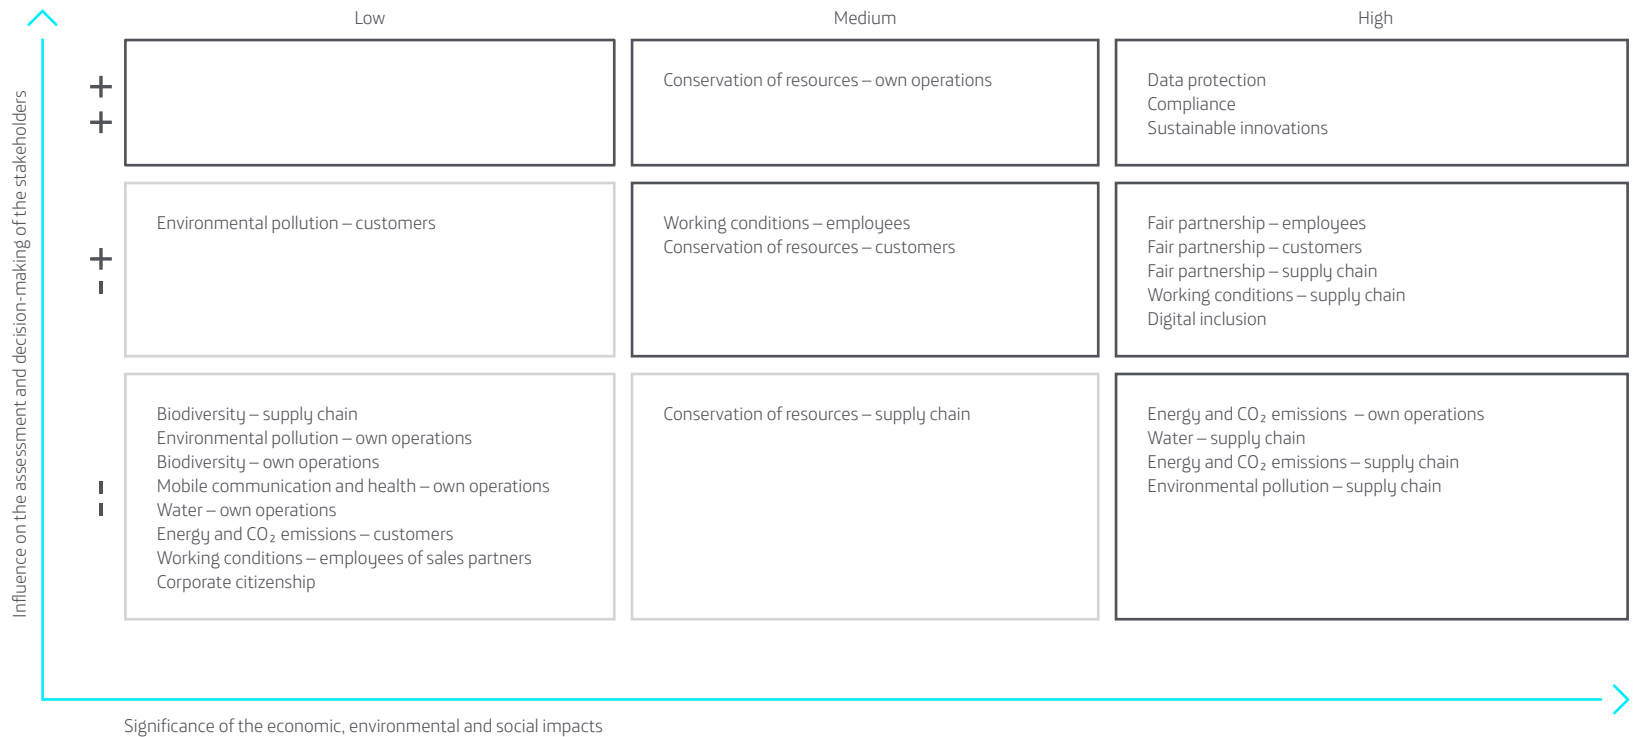 Low
Medium
High
Influence on the assessment and decision-making of the stakeholders
+
+
Conservation of resources – own operations
Data protection
Compliance
Sustainable innovations
+
-
Environmental pollution – customers
Working conditions – employees
Conservation of resources – customers
Fair partnership – employees
Fair partnership – customers
Fair partnership – supply chain
Working conditions – supply chain
Digital inclusion
-
-
Biodiversity – supply chain
Environmental pollution – own operations
Biodiversity – own operations
Mobile communication and health – own operations
Water – own operations
Energy and CO₂ emissions – customers
Working conditions – employees of sales partners
Corporate citizenship
Conservation of resources – supply chain
Energy and CO₂ emissions – own operations
Water – supply chain
Energy and CO₂ emissions – supply chain
Environmental pollution – supply chain
Significance of the economic, environmental and social impacts